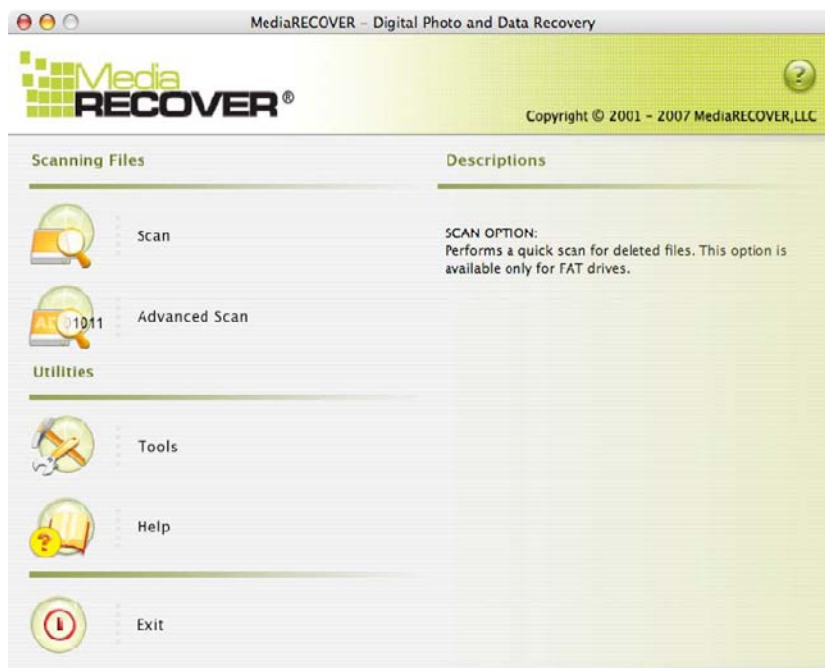 MediaRECOVER – Digital Photo and Data Recovery
Media
RECOVER®
?
Copyright © 2001 – 2007 MediaRECOVER,LLC
Scanning Files
Scan
1011
Advanced Scan
Utilities
Tools
?
Help
Exit
Descriptions
SCAN OPTION:
Performs a quick scan for deleted files. This option is
available only for FAT drives.